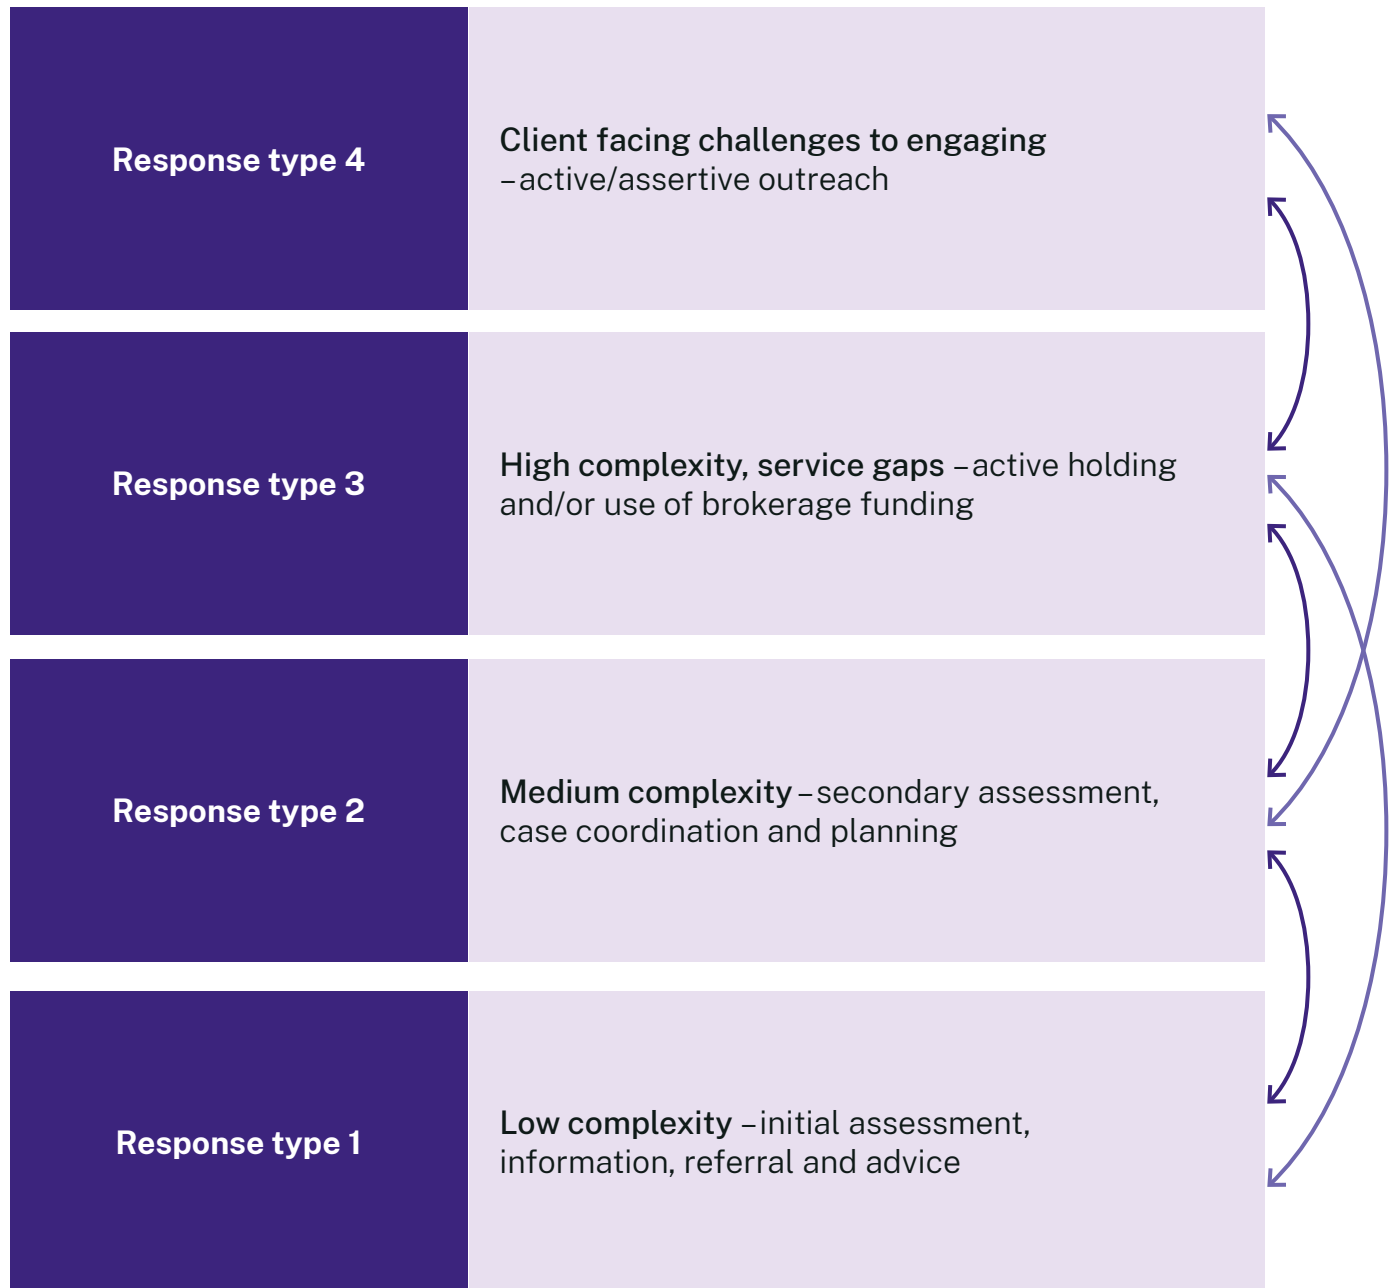 Response type 4
Client facing challenges to engaging
– active/assertive outreach
Response type 3
High complexity, service gaps – active holding
and/or use of brokerage funding
Response type 2
Medium complexity – secondary assessment,
case coordination and planning
Response type 1
Low complexity – initial assessment,
information, referral and advice